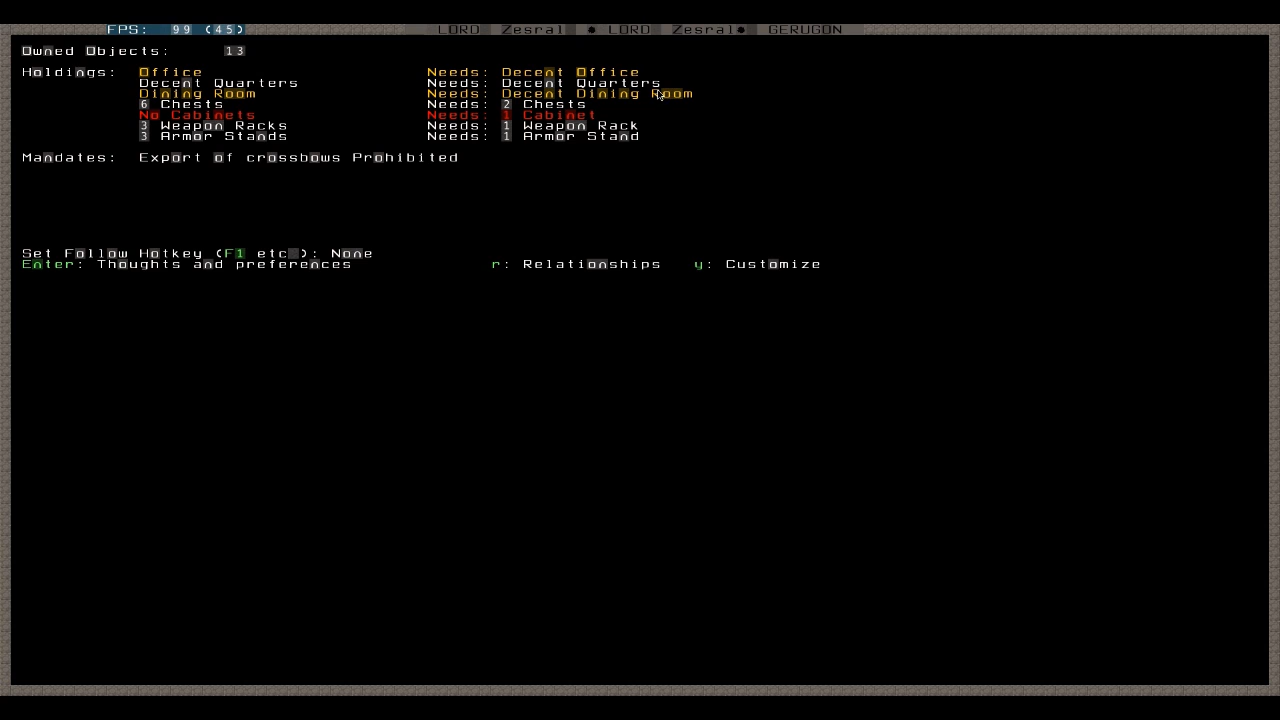 FPS: 99 (45) LORD Zesral LORD Zesral GERUGON
Owned Objects: 13
Holdings: Office Needs: Decent Office
Decent Quarters Needs: Decent Quarters
Dining Room Needs: Decent Dining Room
6 Chests Needs: 2 Chests
No Cabinets Needs: 1 Cabinet
3 Weapon Racks Needs: 1 Weapon Rack
3 Armor Stands Needs: 1 Armor Stand
Mandates: Export of crossbows Prohibited
Set Follow Hotkey (F1 etc.): None
Enter: Thoughts and preferences r: Relationships y: Customize